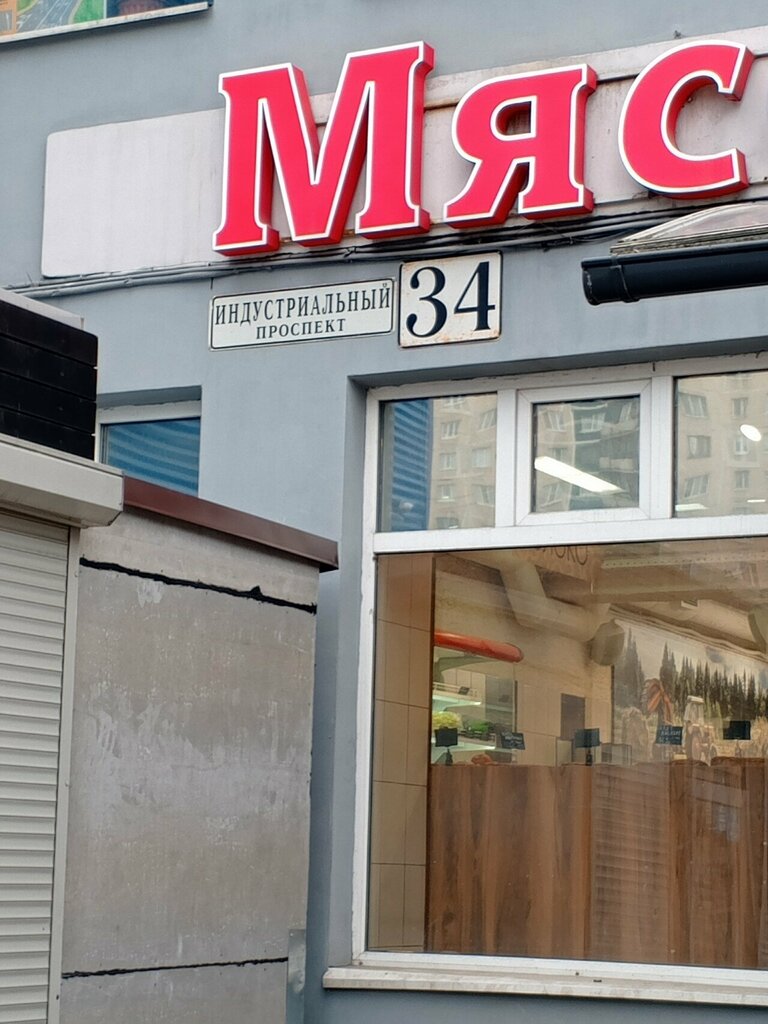 Мяс
ИНДУСТРИАЛЬНЫЙ
ПРОСПЕКТ
34